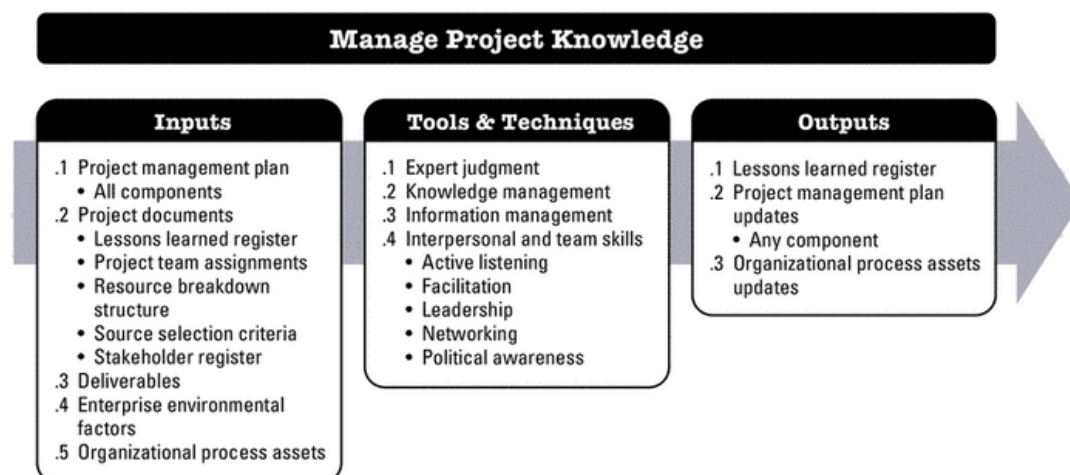 Manage Project Knowledge
Inputs
.1 Project management plan
• All components
.2 Project documents
• Lessons learned register
• Project team assignments
• Resource breakdown
structure
• Source selection criteria
• Stakeholder register
.3 Deliverables
.4 Enterprise environmental
factors
.5 Organizational process assets
Tools & Techniques
.1 Expert judgment
.2 Knowledge management
.3 Information management
.4 Interpersonal and team skills
• Active listening
• Facilitation
• Leadership
• Networking
• Political awareness
Outputs
.1 Lessons learned register
.2 Project management plan
updates
• Any component
.3 Organizational process assets
updates